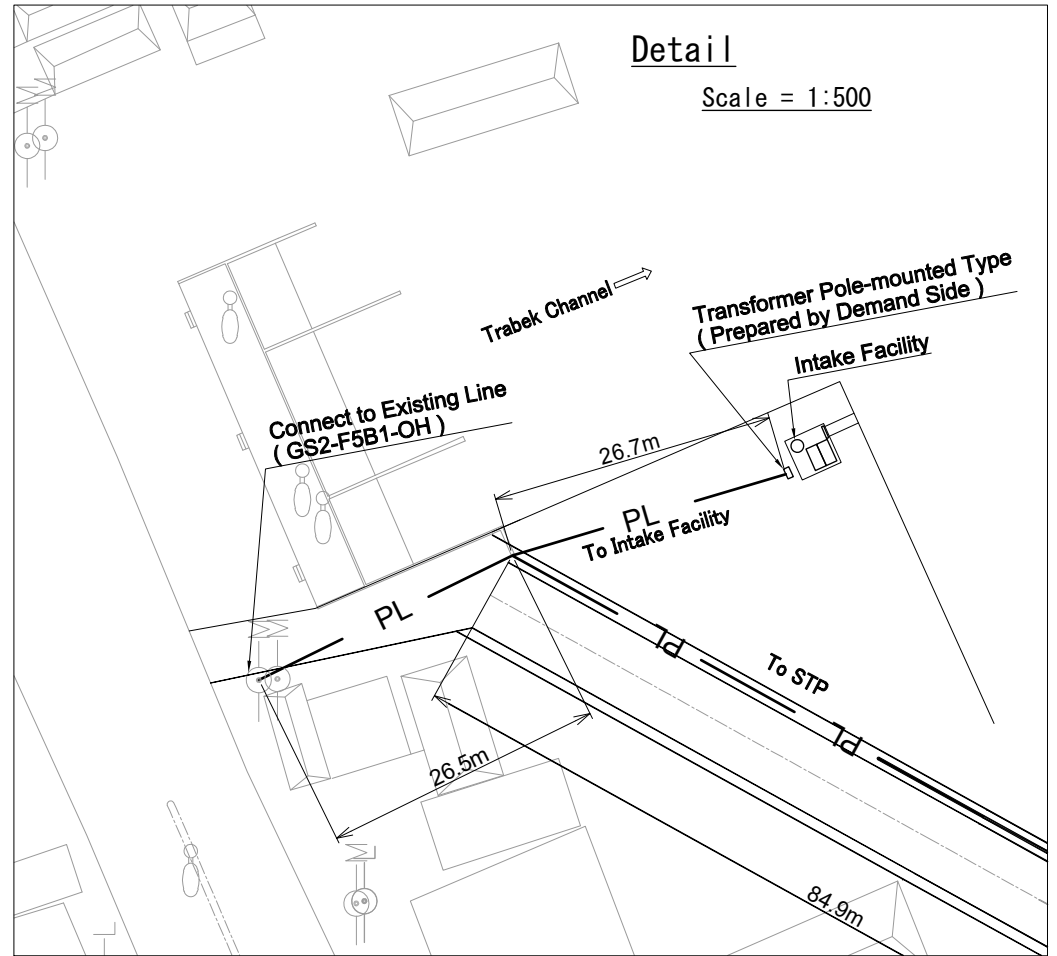 Detail
Scale = 1:500
Trabek Channel
Transformer Pole-mounted Type
( Prepared by Demand Side )
Intake Facility
Connect to Existing Line
( GS2-F5B1-OH )
26.7m
PL
To Intake Facility
PL
PL
To STP
PL
26.5m
84.9m